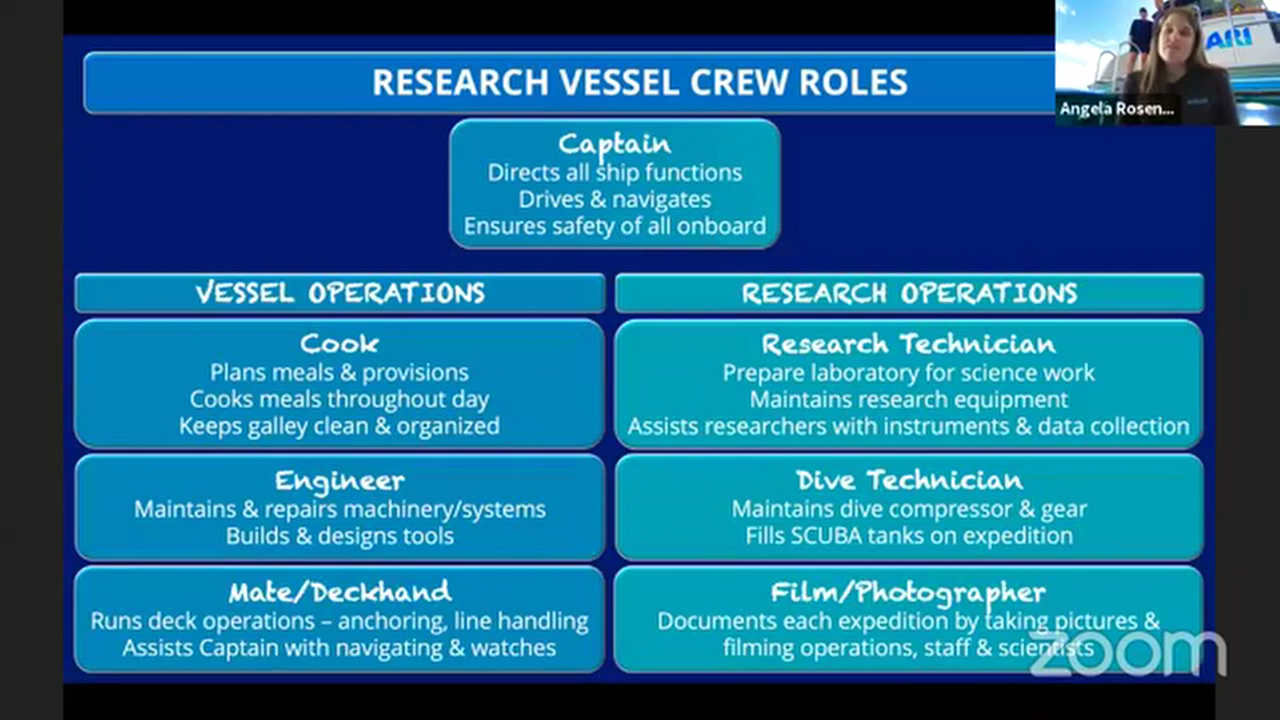 RESEARCH VESSEL CREW ROLES
ARI
Angela Rosen...
Captain
Directs all ship functions
Drives & navigates
Ensures safety of all onboard
VESSEL OPERATIONS
Cook
Plans meals & provisions
Cooks meals throughout day
Keeps galley clean & organized
Engineer
Maintains & repairs machinery/systems
Builds & designs tools
Mate/Deckhand
Runs deck operations – anchoring, line handling
Assists Captain with navigating & watches
RESEARCH OPERATIONS
Research Technician
Prepare laboratory for science work
Maintains research equipment
Assists researchers with instruments & data collection
Dive Technician
Maintains dive compressor & gear
Fills SCUBA tanks on expedition
Film/Photographer
Documents each expedition by taking pictures &
filming operations, staff & scientists
zoom